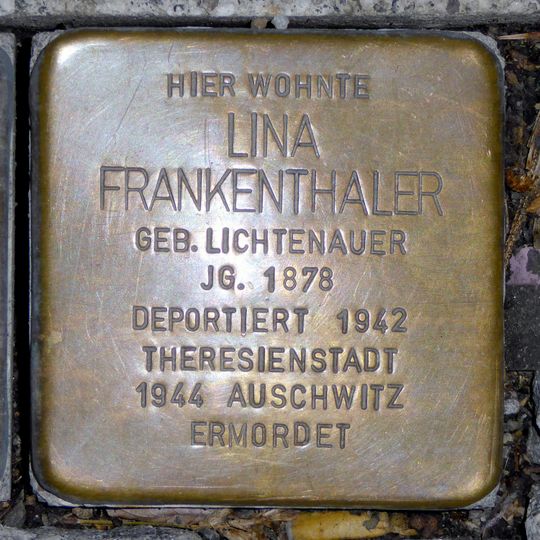 HIER WOHNTE
LINA
FRANKENTHALER
GEB. LICHTENAUER
JG. 1878
DEPORTIERT 1942
THERESIENSTADT
1944 AUSCHWITZ
ERMORDET